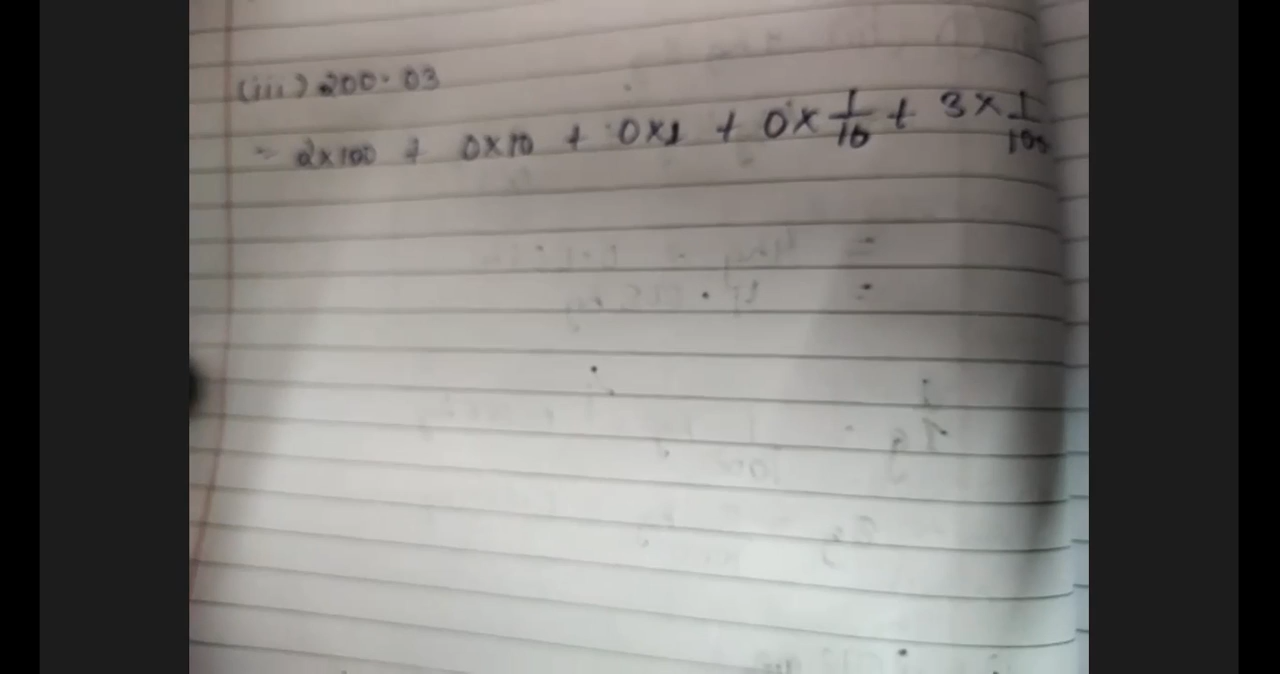 (iii) 200.03
= 2×100 + 0×10 + 0×1 + 0× 1/10 + 3× 1/100